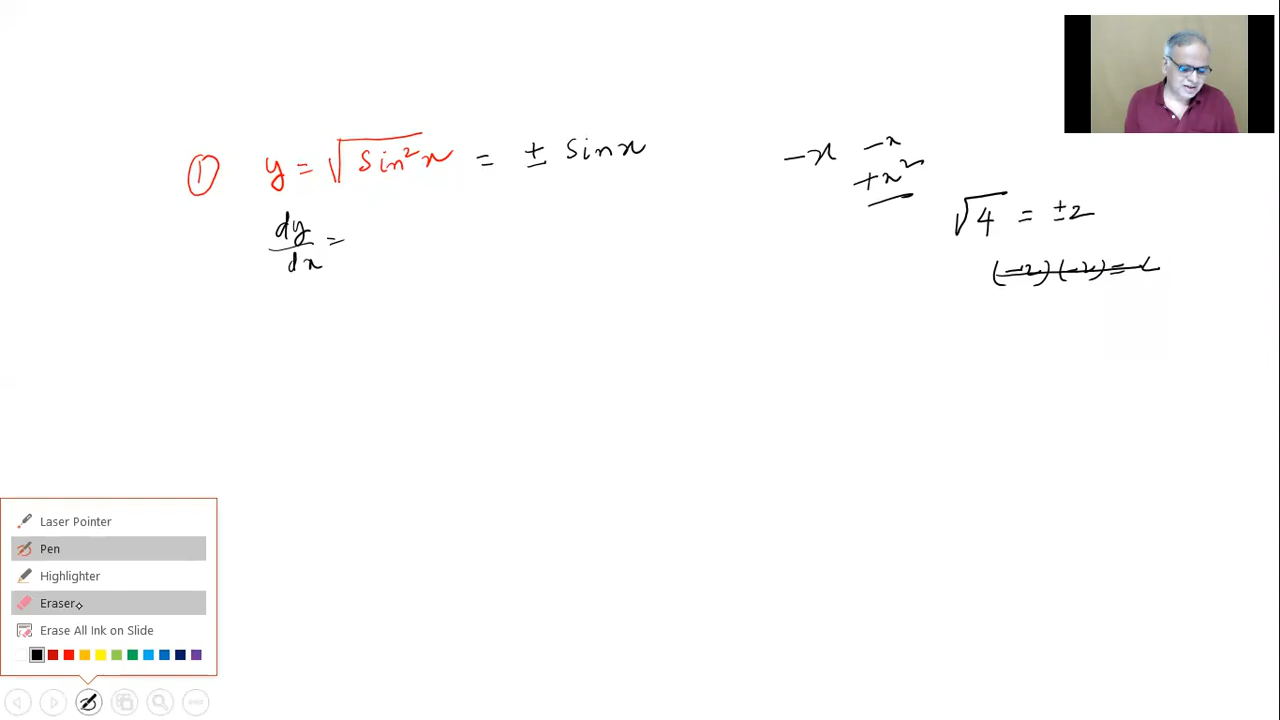 ① y = √sin²x = ± sinx
dy/dx =
-x
-x
+x²
√4 = ±2
Laser Pointer
Pen
Highlighter
Eraser
Erase All Ink on Slide